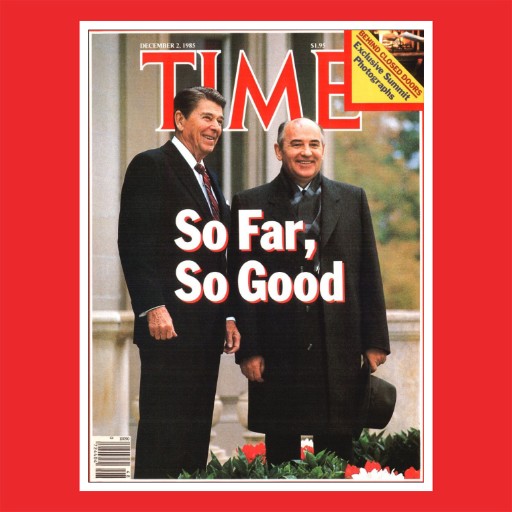 DECEMBER 2, 1985
$1.95
TIME
BEHIND CLOSED DOORS
Exclusive Summit
Photographs
So Far,
So Good